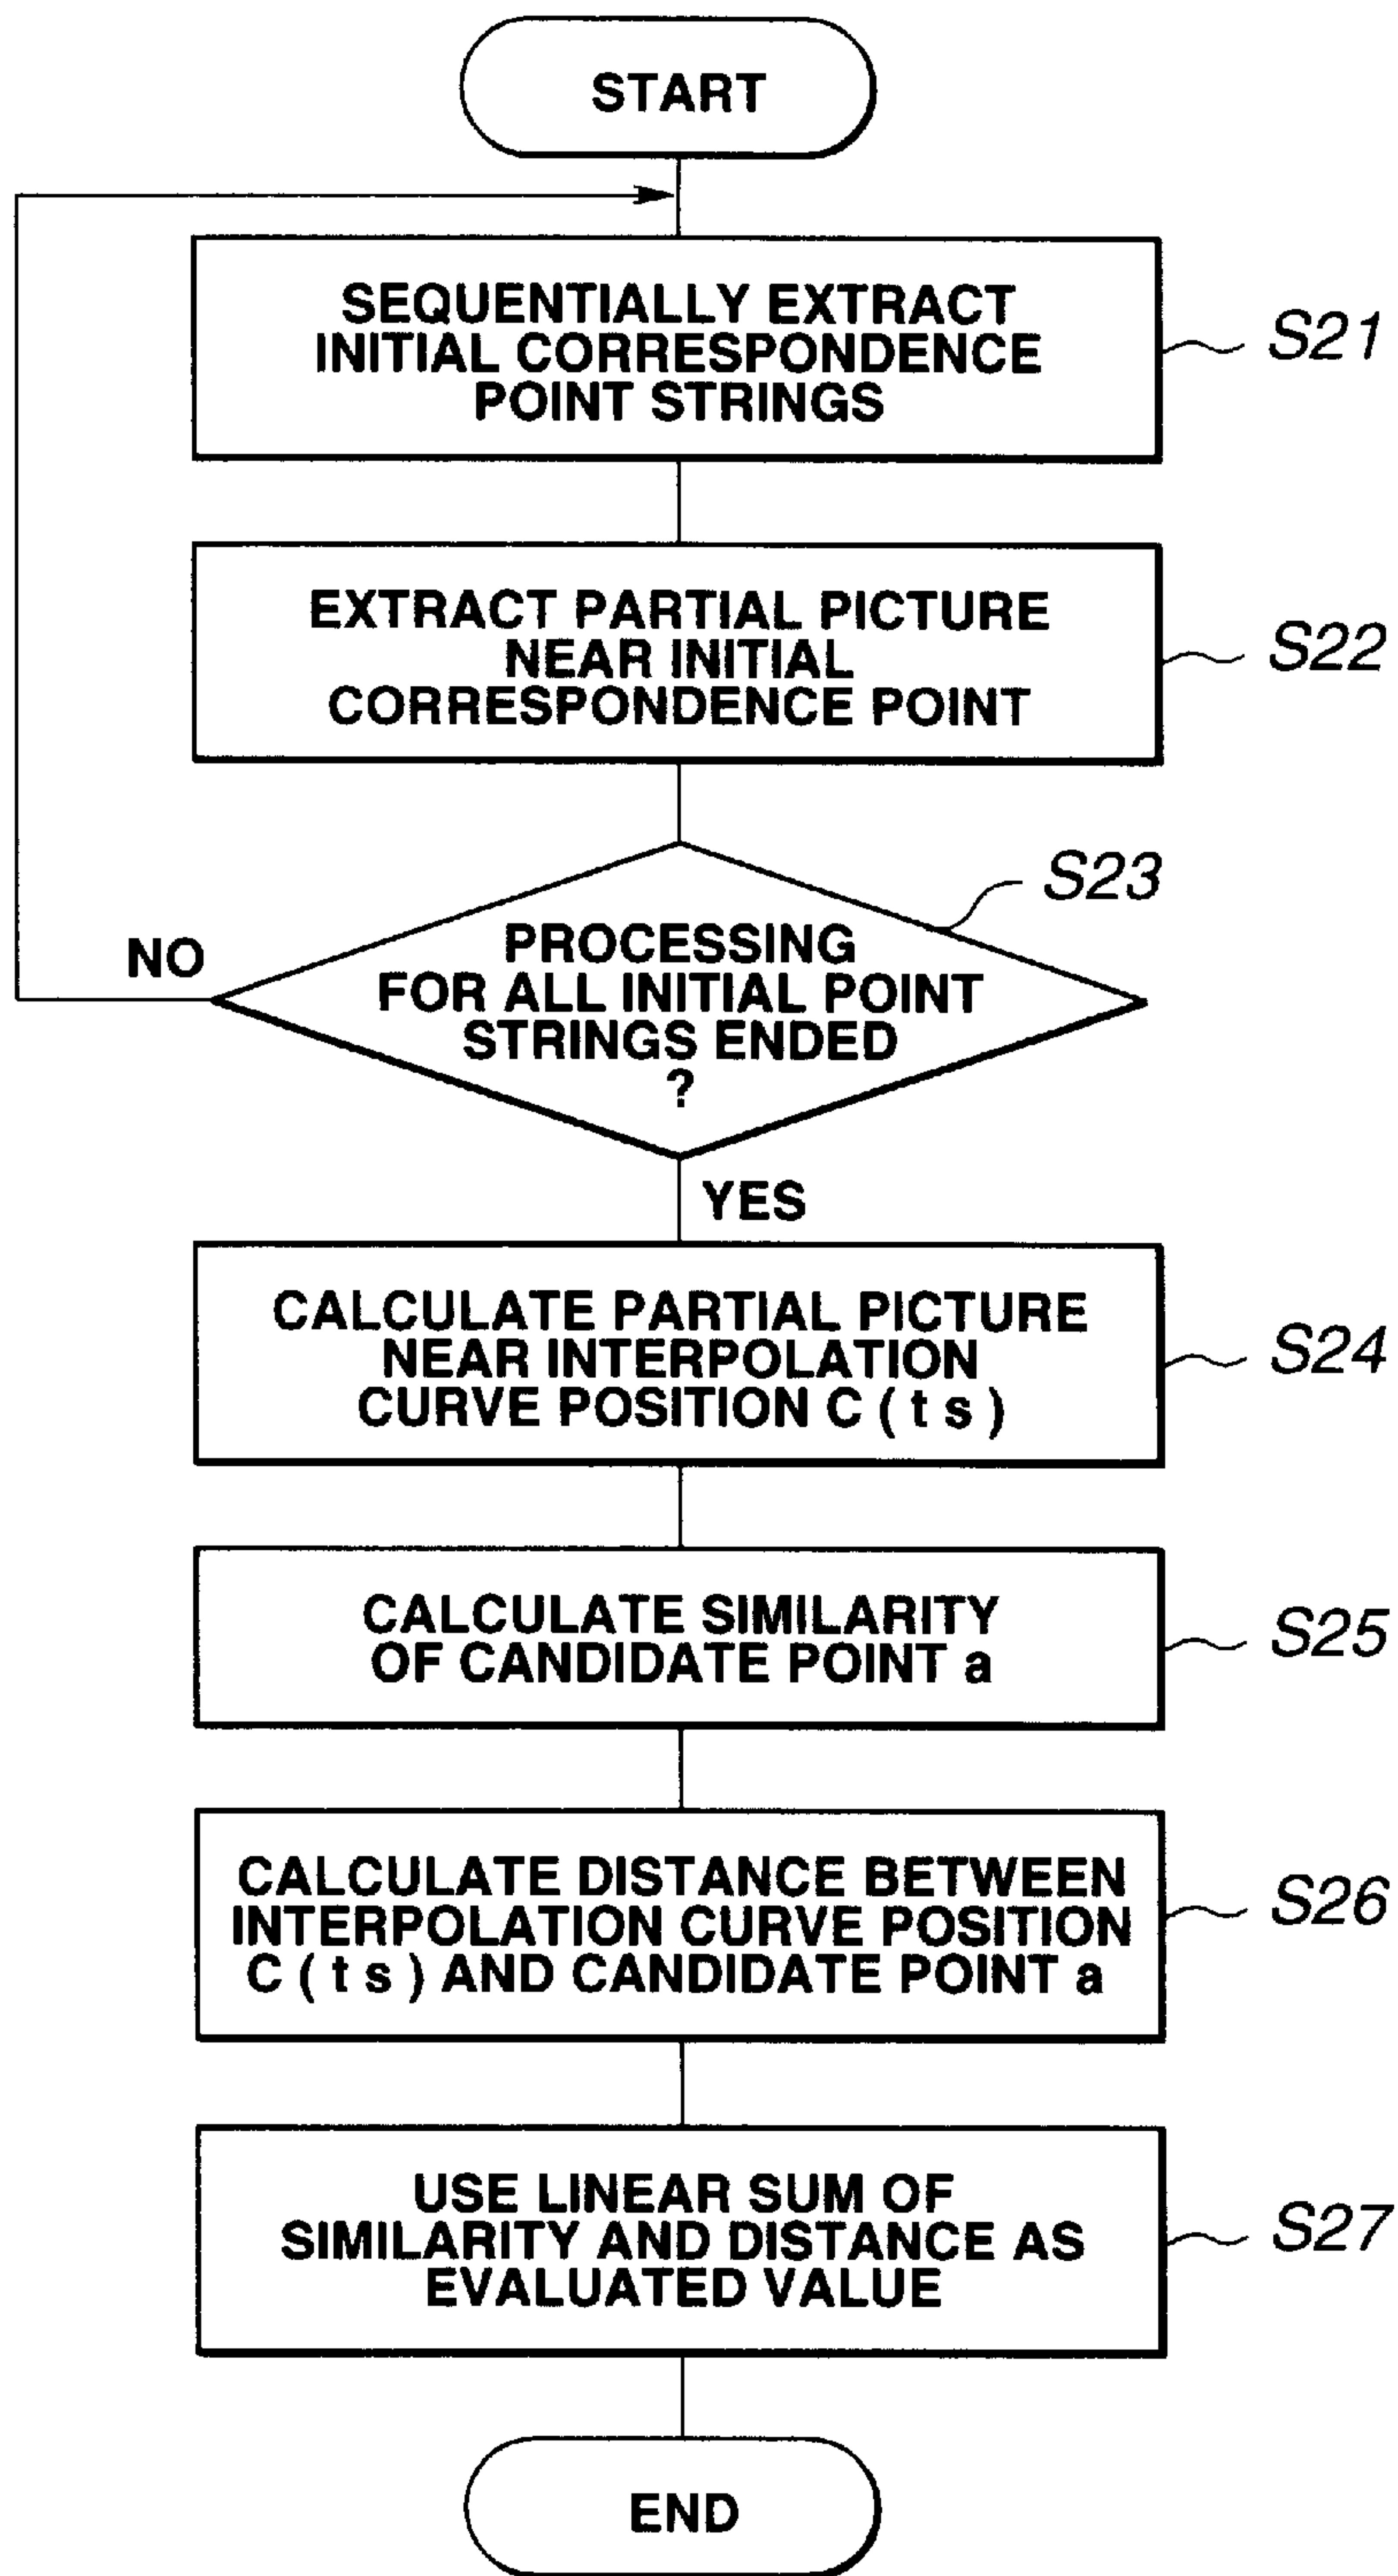 START
SEQUENTIALLY EXTRACT
INITIAL CORRESPONDENCE
POINT STRINGS
S21
EXTRACT PARTIAL PICTURE
NEAR INITIAL
CORRESPONDENCE POINT
S22
S23
PROCESSING
FOR ALL INITIAL POINT
STRINGS ENDED
?
NO
YES
CALCULATE PARTIAL PICTURE
NEAR INTERPOLATION
CURVE POSITION C ( t s )
S24
CALCULATE SIMILARITY
OF CANDIDATE POINT a
S25
CALCULATE DISTANCE BETWEEN
INTERPOLATION CURVE POSITION
C ( t s ) AND CANDIDATE POINT a
S26
USE LINEAR SUM OF
SIMILARITY AND DISTANCE AS
EVALUATED VALUE
S27
END